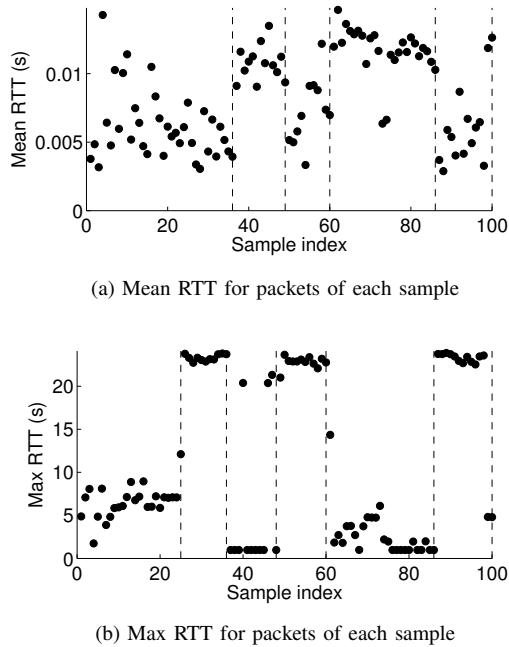 Mean RTT (s)
0.01
0.005
0
0 20 40 60 80 100
Sample index
(a) Mean RTT for packets of each sample
Max RTT (s)
20
15
10
5
0
0 20 40 60 80 100
Sample index
(b) Max RTT for packets of each sample